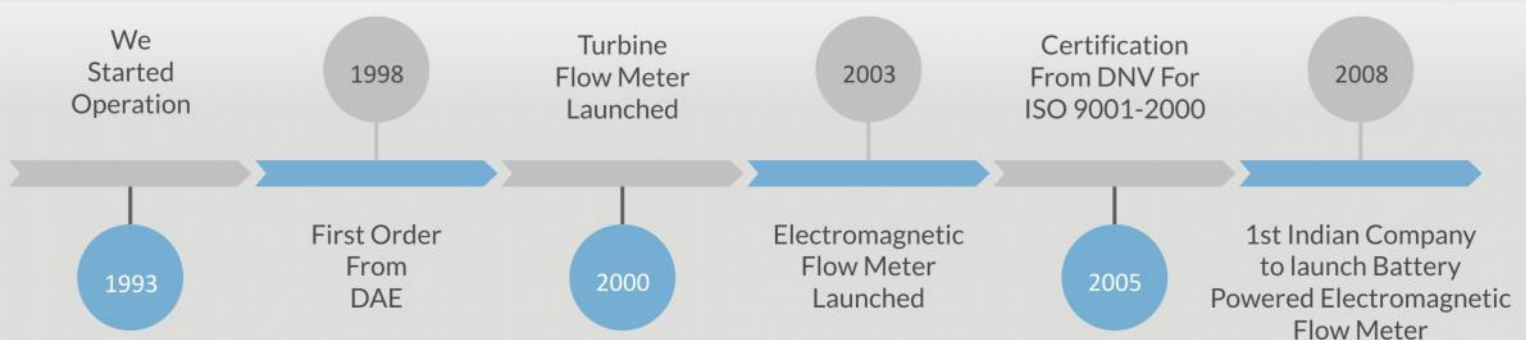 We
Started
Operation
1993
1998
First Order
From
DAE
Turbine
Flow Meter
Launched
2000
2003
Electromagnetic
Flow Meter
Launched
Certification
From DNV For
ISO 9001-2000
2005
2008
1st Indian Company
to launch Battery
Powered Electromagnetic
Flow Meter